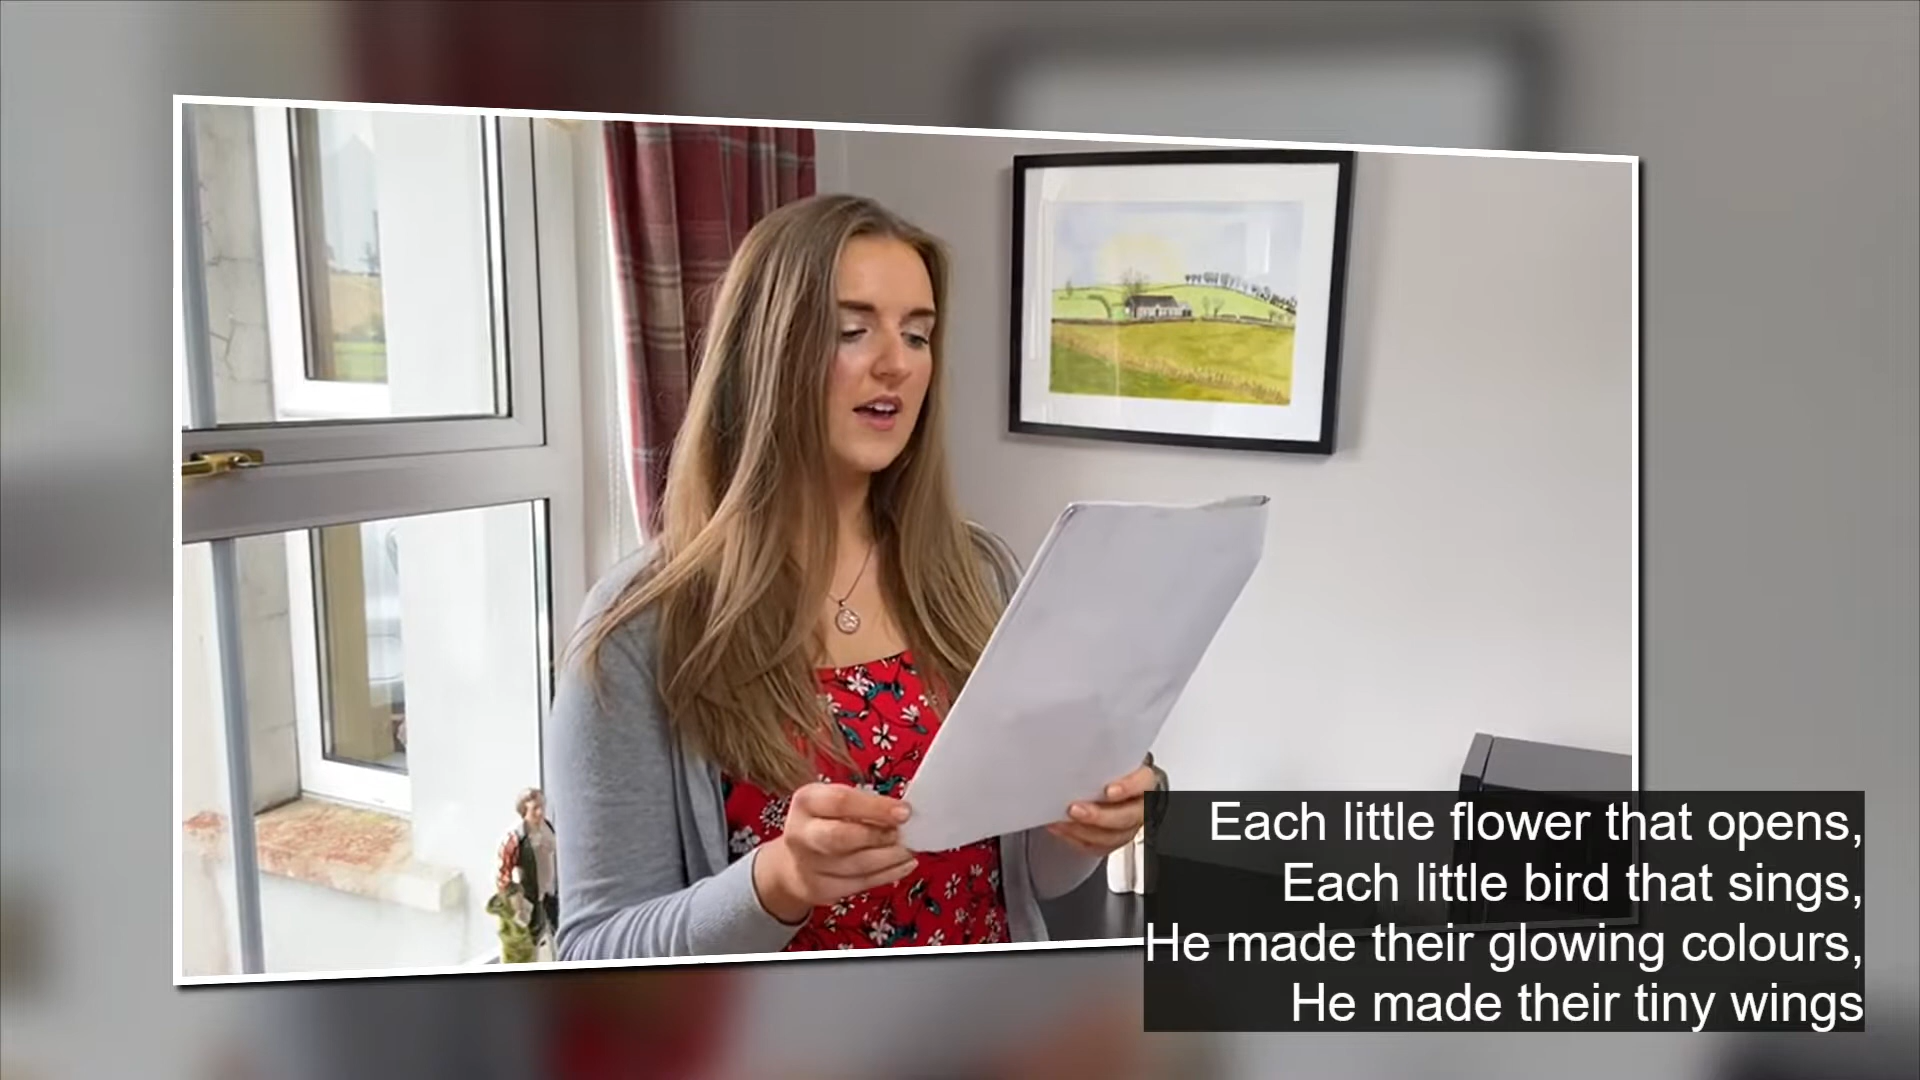 Each little flower that opens,
Each little bird that sings,
He made their glowing colours,
He made their tiny wings